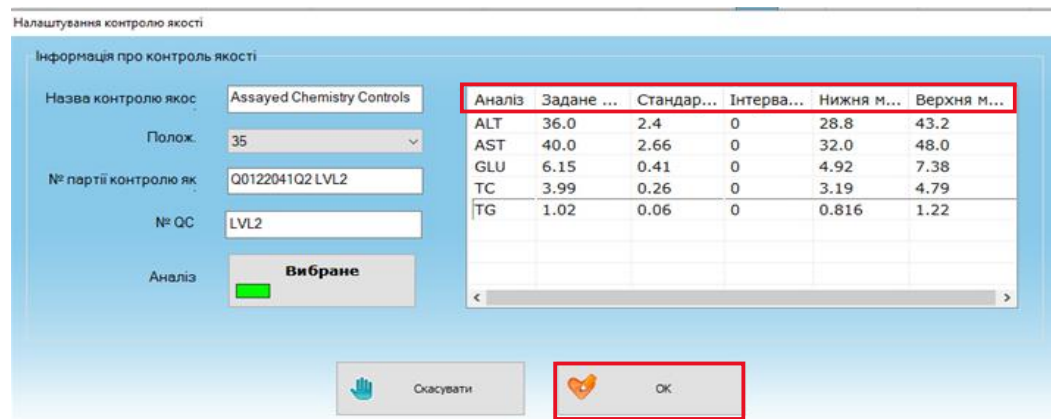 Налаштування контролю якості
Інформація про контроль якості
Назва контролю якос
Assayed Chemistry Controls
Полож.
35
№ партії контролю як
Q0122041Q2 LVL2
№ QC
LVL2
Аналіз
Вибране
Аналіз Задане ... Стандар... Інтерва... Нижня м... Верхня м...
ALT 36.0 2.4 0 28.8 43.2
AST 40.0 2.66 0 32.0 48.0
GLU 6.15 0.41 0 4.92 7.38
TC 3.99 0.26 0 3.19 4.79
TG 1.02 0.06 0 0.816 1.22
Скасувати
OK